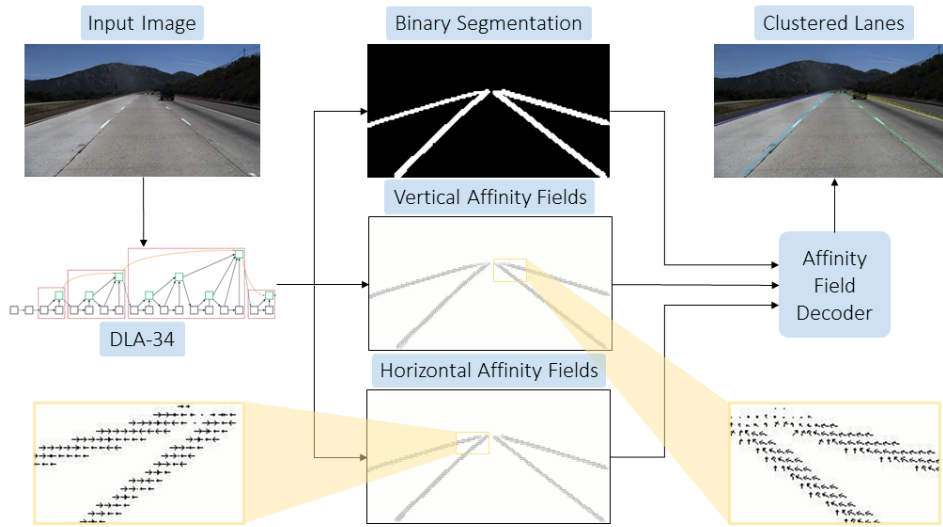 Input Image
Binary Segmentation
Clustered Lanes
Vertical Affinity Fields
Affinity
Field
Decoder
DLA-34
Horizontal Affinity Fields